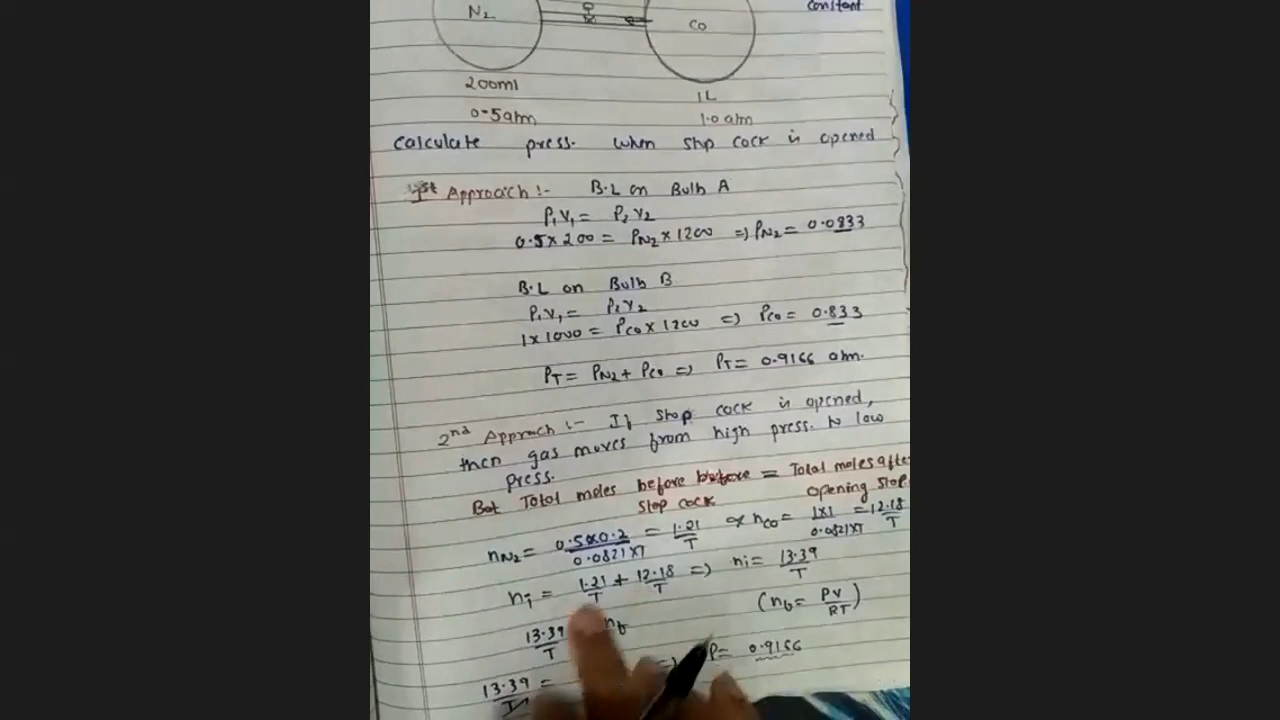 constant
N2 CO
200ml 1L
0.5atm 1.0 atm
Calculate press. when stop cock is opened
1st Approach :- B.L on Bulb A
P1V1 = P2V2
0.5 × 200 = PN2 × 1200 => PN2 = 0.0833
B.L on Bulb B
P1V1 = P2V2
1 × 1000 = PCO × 1200 => PCO = 0.833
PT = PN2 + PCO => PT = 0.9166 atm.
2nd Approach :- If stop cock is opened,
then gas moves from high press. to low
press.
But Total moles before = Total moles after
stop cock opening stop
nN2 = 0.5×0.2/0.0821×T = 1.21/T & nCO = 1×1/0.0821×T = 12.18/T
ni = 1.21/T + 12.18/T => ni = 13.39/T
13.39/T nf (nf = PV/RT)
13.39/T = => P = 0.9166